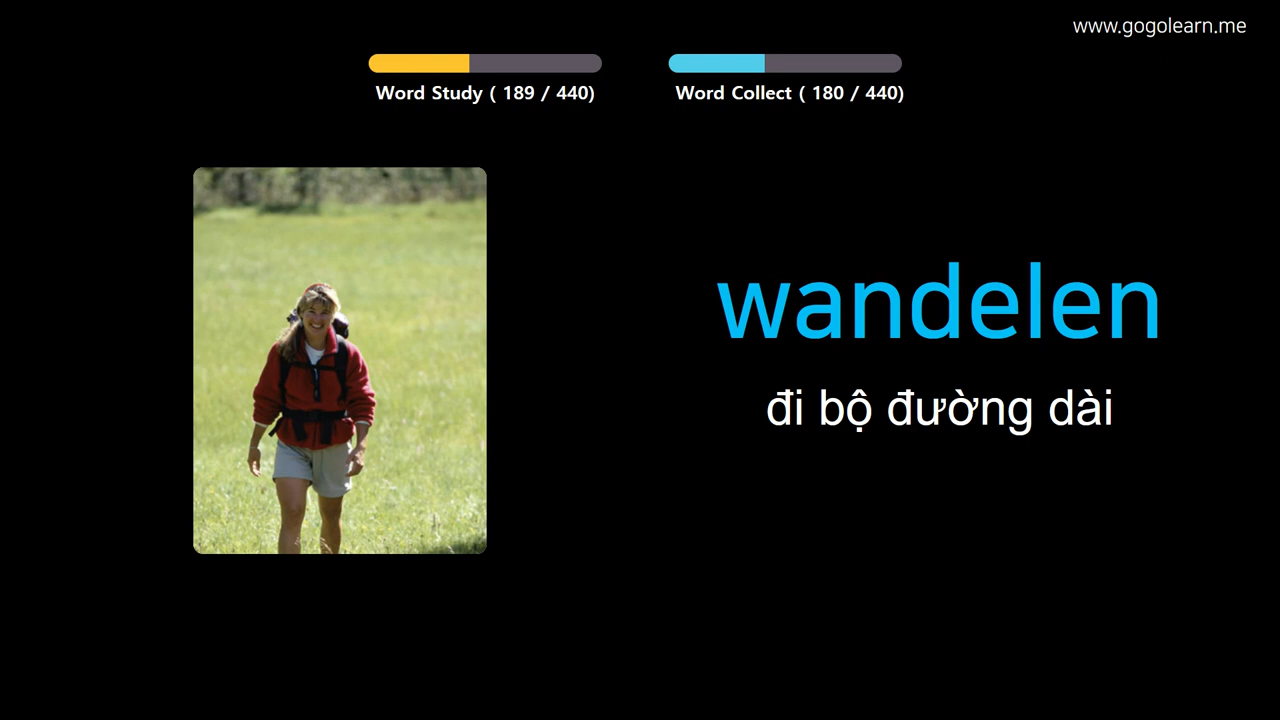 www.gogolearn.me
Word Study ( 189 / 440)
Word Collect ( 180 / 440)
wandelen
đi bộ đường dài